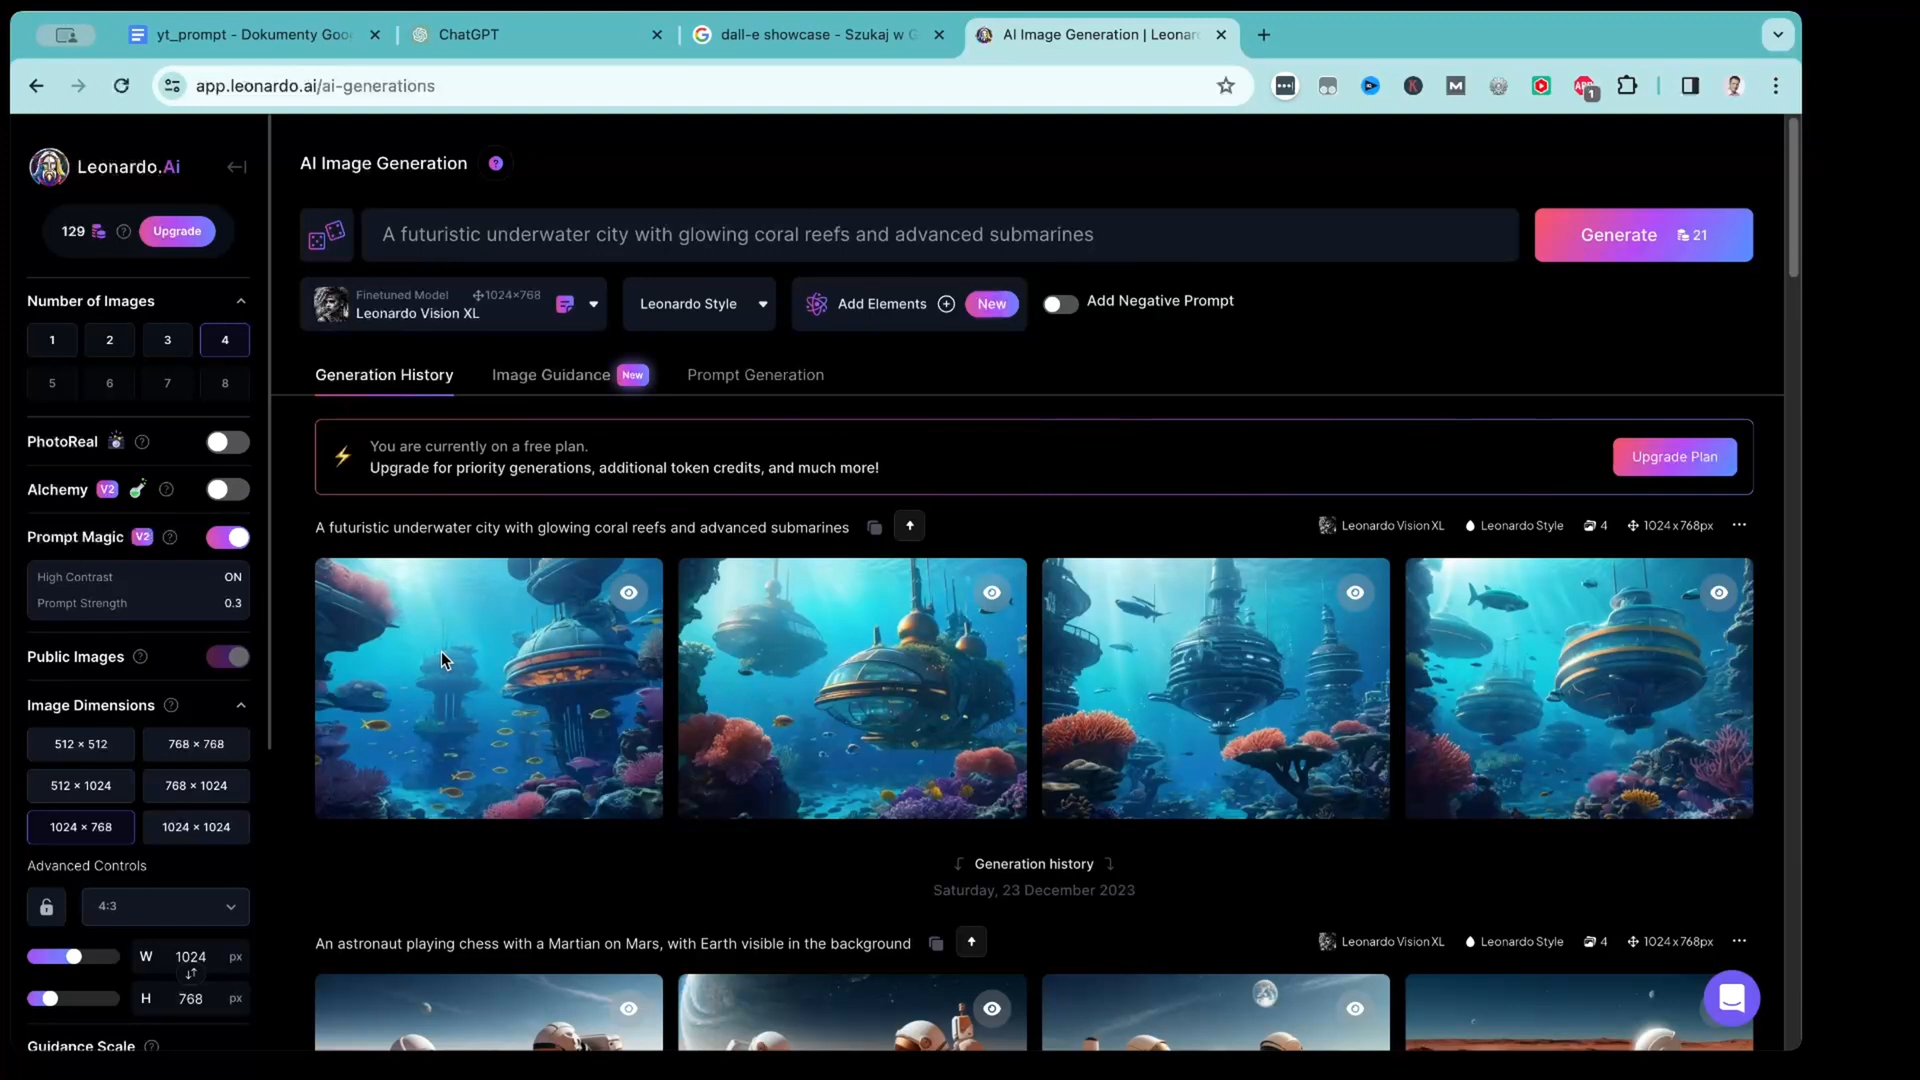 yt_prompt - Dokumenty Goo
ChatGPT
dall-e showcase - Szukaj w G
AI Image Generation | Leonar
app.leonardo.ai/ai-generations
1
Leonardo.Ai
129
Upgrade
Number of Images
1 2 3 4
5 6 7 8
PhotoReal
Alchemy V2
Prompt Magic V2
High Contrast ON
Prompt Strength 0.3
Public Images
Image Dimensions
512 × 512 768 × 768
512 × 1024 768 × 1024
1024 × 768 1024 × 1024
Advanced Controls
4:3
W 1024 px
H 768 px
Guidance Scale
AI Image Generation
A futuristic underwater city with glowing coral reefs and advanced submarines
Generate 21
Finetuned Model 1024×768
Leonardo Vision XL
Leonardo Style
Add Elements New
Add Negative Prompt
Generation History
Image Guidance New
Prompt Generation
You are currently on a free plan.
Upgrade for priority generations, additional token credits, and much more!
Upgrade Plan
A futuristic underwater city with glowing coral reefs and advanced submarines
Leonardo Vision XL Leonardo Style 4 1024x768px
Generation history
Saturday, 23 December 2023
An astronaut playing chess with a Martian on Mars, with Earth visible in the background
Leonardo Vision XL Leonardo Style 4 1024x768px